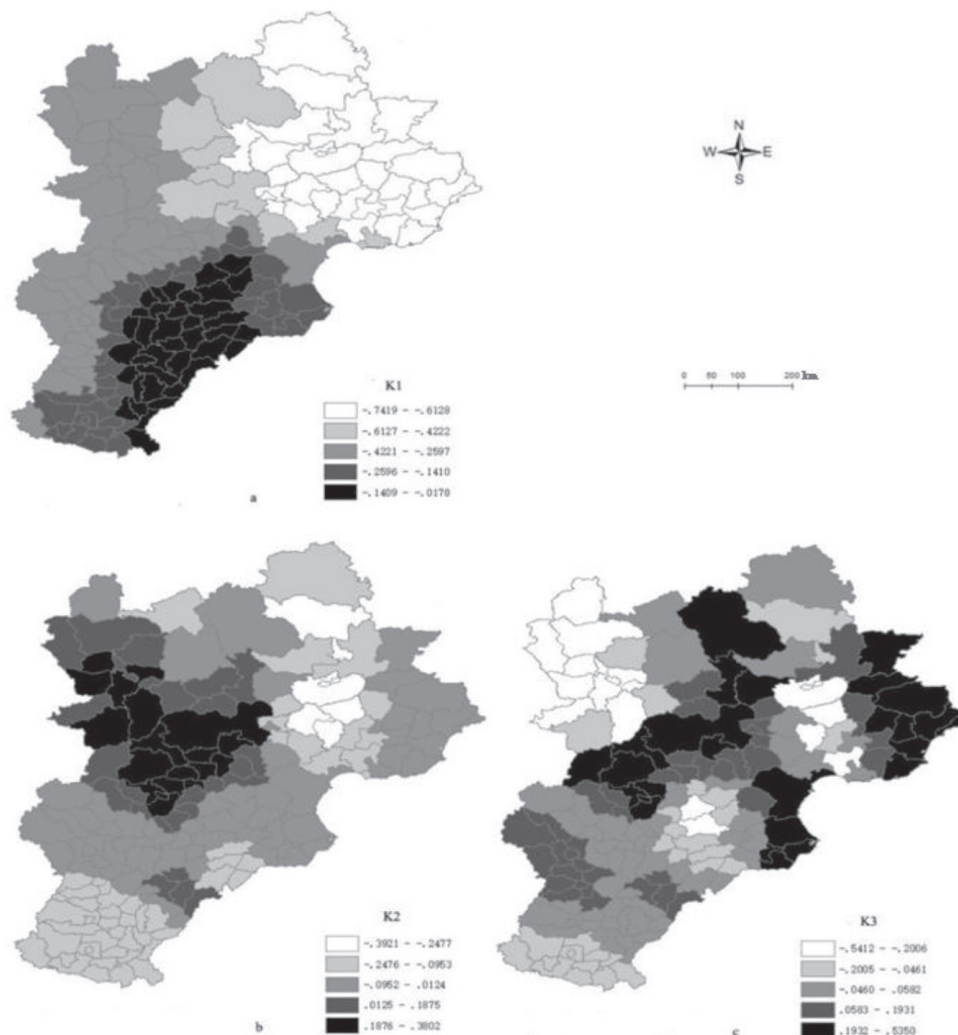 N
W E
S
0 50 100 200 km
K1
-.7419 - -.6128
-.6127 - -.4222
-.4221 - -.2597
-.2596 - -.1410
-.1409 - -.0178
a
K2
-.3921 - -.2477
-.2476 - -.0953
-.0952 - .0124
.0125 - .1875
.1876 - .3802
b
K3
-.5412 - -.2006
-.2005 - -.0461
-.0460 - .0582
.0583 - .1931
.1932 - .5350
c